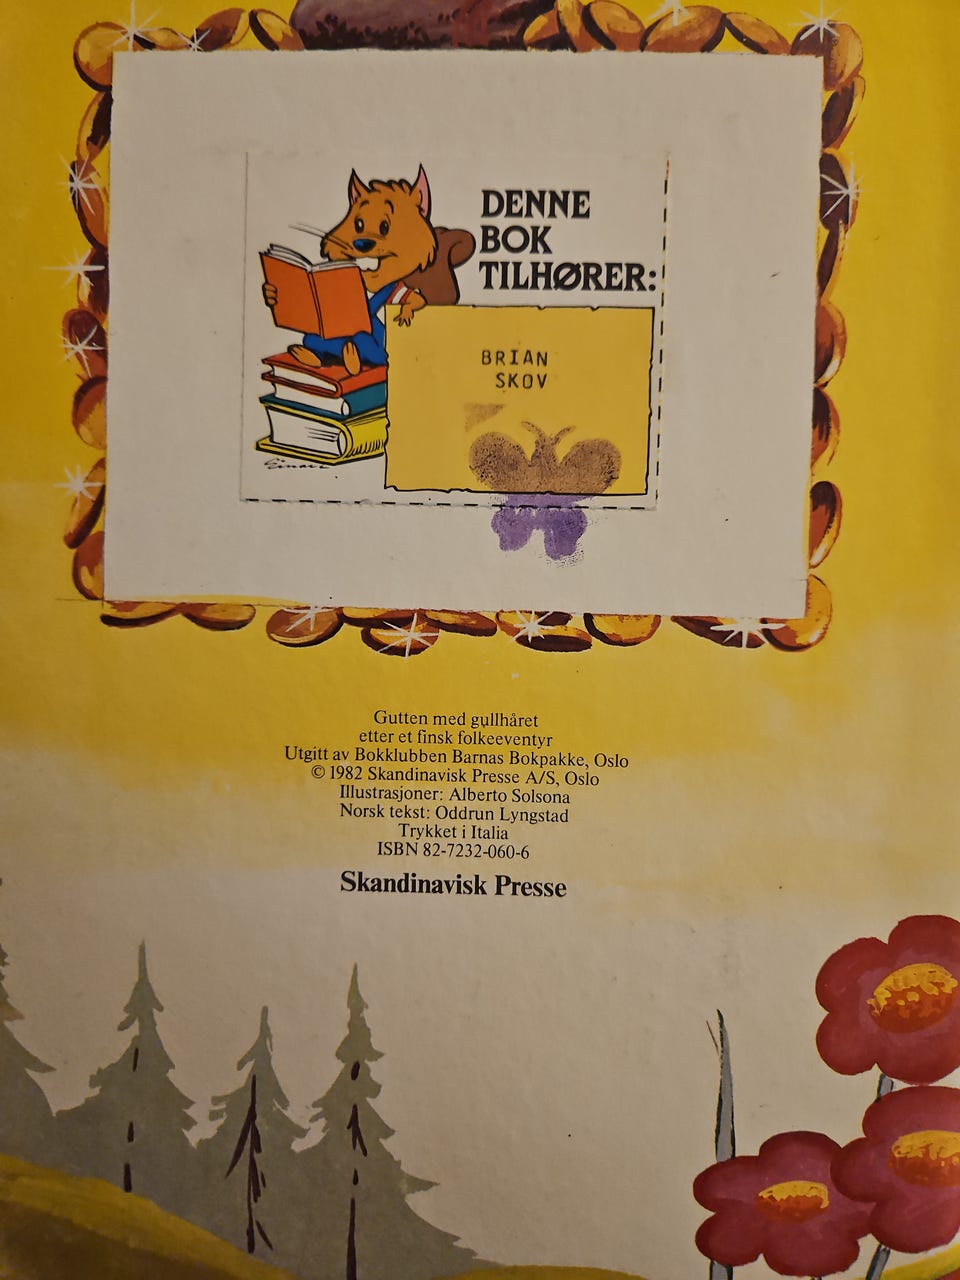 DENNE
BOK
TILHØRER:
BRIAN
SKOV
Einar
Gutten med gullhåret
etter et finsk folkeeventyr
Utgitt av Bokklubben Barnas Bokpakke, Oslo
© 1982 Skandinavisk Presse A/S, Oslo
Illustrasjoner: Alberto Solsona
Norsk tekst: Oddrun Lyngstad
Trykket i Italia
ISBN 82-7232-060-6
Skandinavisk Presse